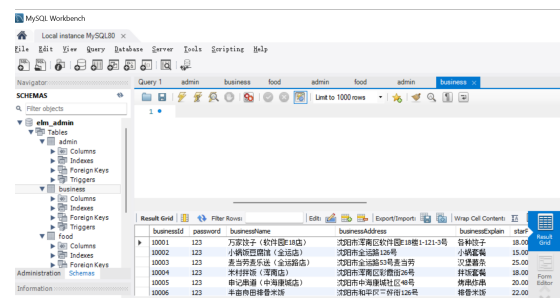 MySQL Workbench
Local instance MySQL80 ×
File Edit View Query Database Server Tools Scripting Help
Navigator
Query 1 admin business food admin food admin business ×
SCHEMAS
Filter objects
Limit to 1000 rows
1
elm_admin
Tables
admin
Columns
Indexes
Foreign Keys
Triggers
business
Columns
Indexes
Foreign Keys
Triggers
food
Columns
Indexes
Foreign Keys
Administration Schemas
Information
Result Grid Filter Rows: Edit: Export/Import: Wrap Cell Content:
businessId password businessName businessAddress businessExplain
10001 123 万家饺子（软件园E18店） 沈阳市浑南区软件园E18楼1-121-3号 各种饺子 18.00
10002 123 小锅饭豆腐馆（全运店） 沈阳市全运路126号 小锅套餐 15.00
10003 123 麦当劳麦乐送（全运路店） 沈阳市全运路53号麦当劳 汉堡薯条 25.00
10004 123 米村拌饭（浑南店） 沈阳市浑南区彩霞街26号 拌饭套餐 18.00
10005 123 申记串道（中海康城店） 沈阳市中海康城社区48号 烤串炸串 20.00
10006 123 半亩良田排骨米饭 沈阳市和平区三好街126号 排骨米饭 22.00
Result Grid
Form Editor